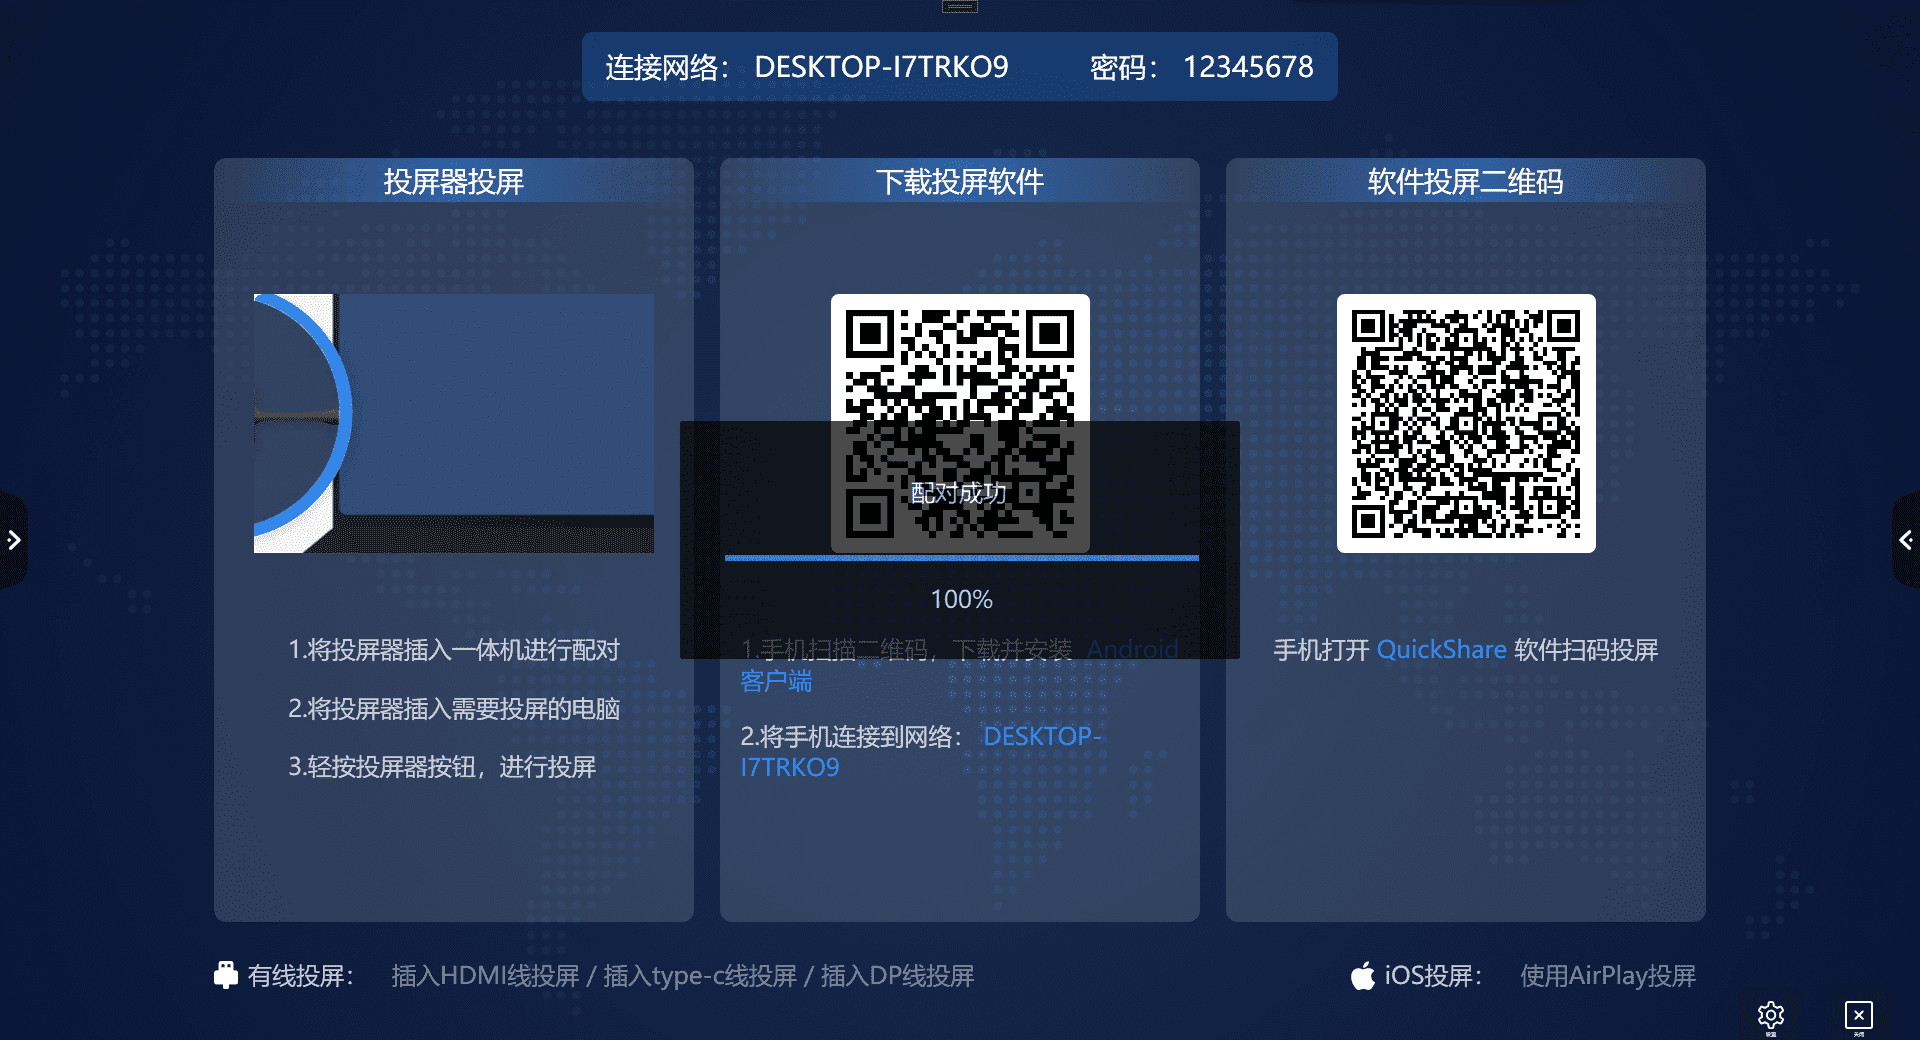 连接网络： DESKTOP-I7TRKO9 密码： 12345678
投屏器投屏
1.将投屏器插入一体机进行配对
2.将投屏器插入需要投屏的电脑
3.轻按投屏器按钮，进行投屏
下载投屏软件
配对成功
100%
1.手机扫描二维码，下载并安装 Android
客户端
2.将手机连接到网络： DESKTOP-
I7TRKO9
软件投屏二维码
手机打开 QuickShare 软件扫码投屏
有线投屏： 插入HDMI线投屏 / 插入type-c线投屏 / 插入DP线投屏
iOS投屏： 使用AirPlay投屏
设置
关闭